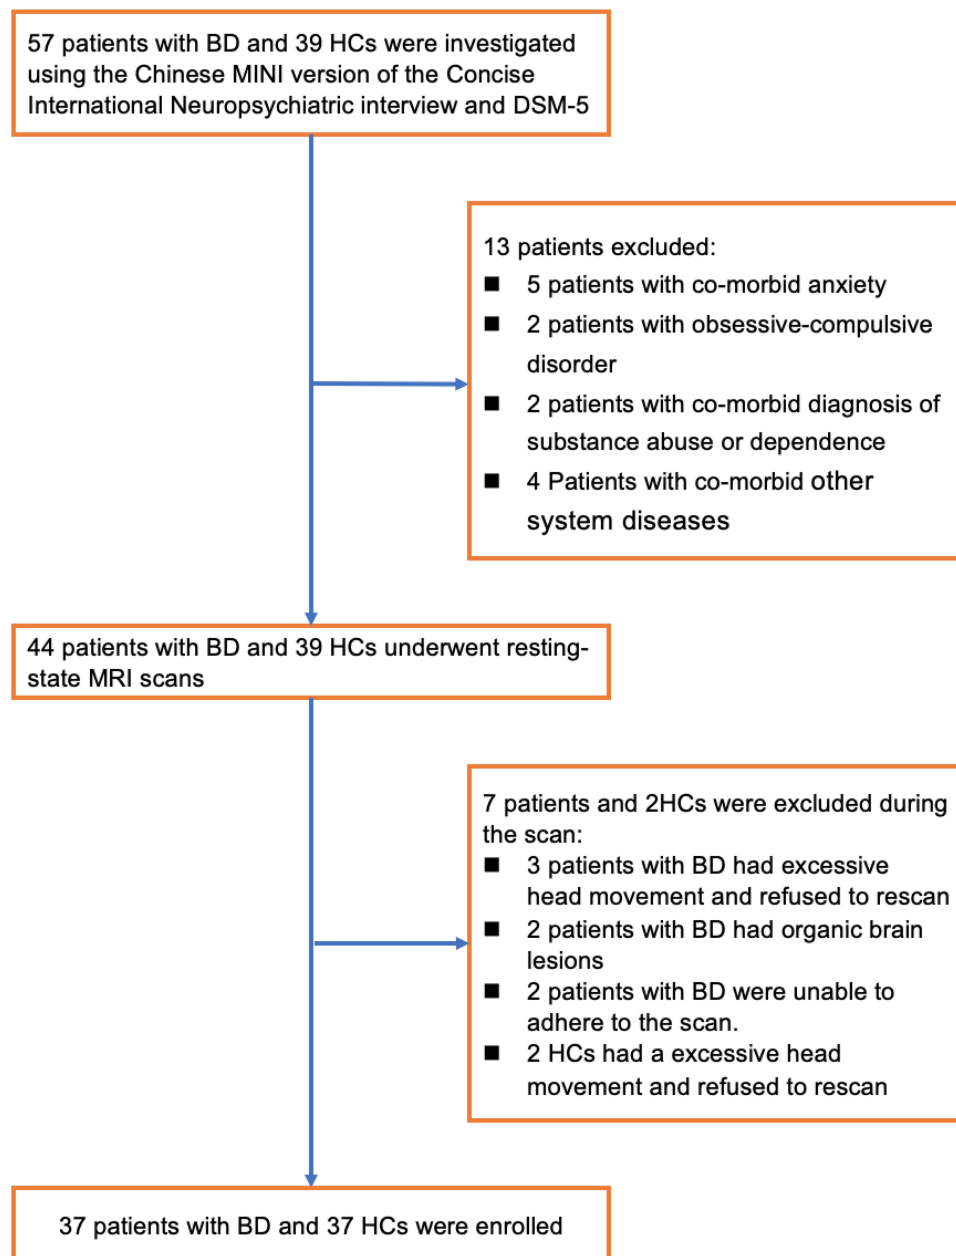 57 patients with BD and 39 HCs were investigated
using the Chinese MINI version of the Concise
International Neuropsychiatric interview and DSM-5
13 patients excluded:
■ 5 patients with co-morbid anxiety
■ 2 patients with obsessive-compulsive
disorder
■ 2 patients with co-morbid diagnosis of
substance abuse or dependence
■ 4 Patients with co-morbid other
system diseases
44 patients with BD and 39 HCs underwent resting-
state MRI scans
7 patients and 2HCs were excluded during
the scan:
■ 3 patients with BD had excessive
head movement and refused to rescan
■ 2 patients with BD had organic brain
lesions
■ 2 patients with BD were unable to
adhere to the scan.
■ 2 HCs had a excessive head
movement and refused to rescan
37 patients with BD and 37 HCs were enrolled